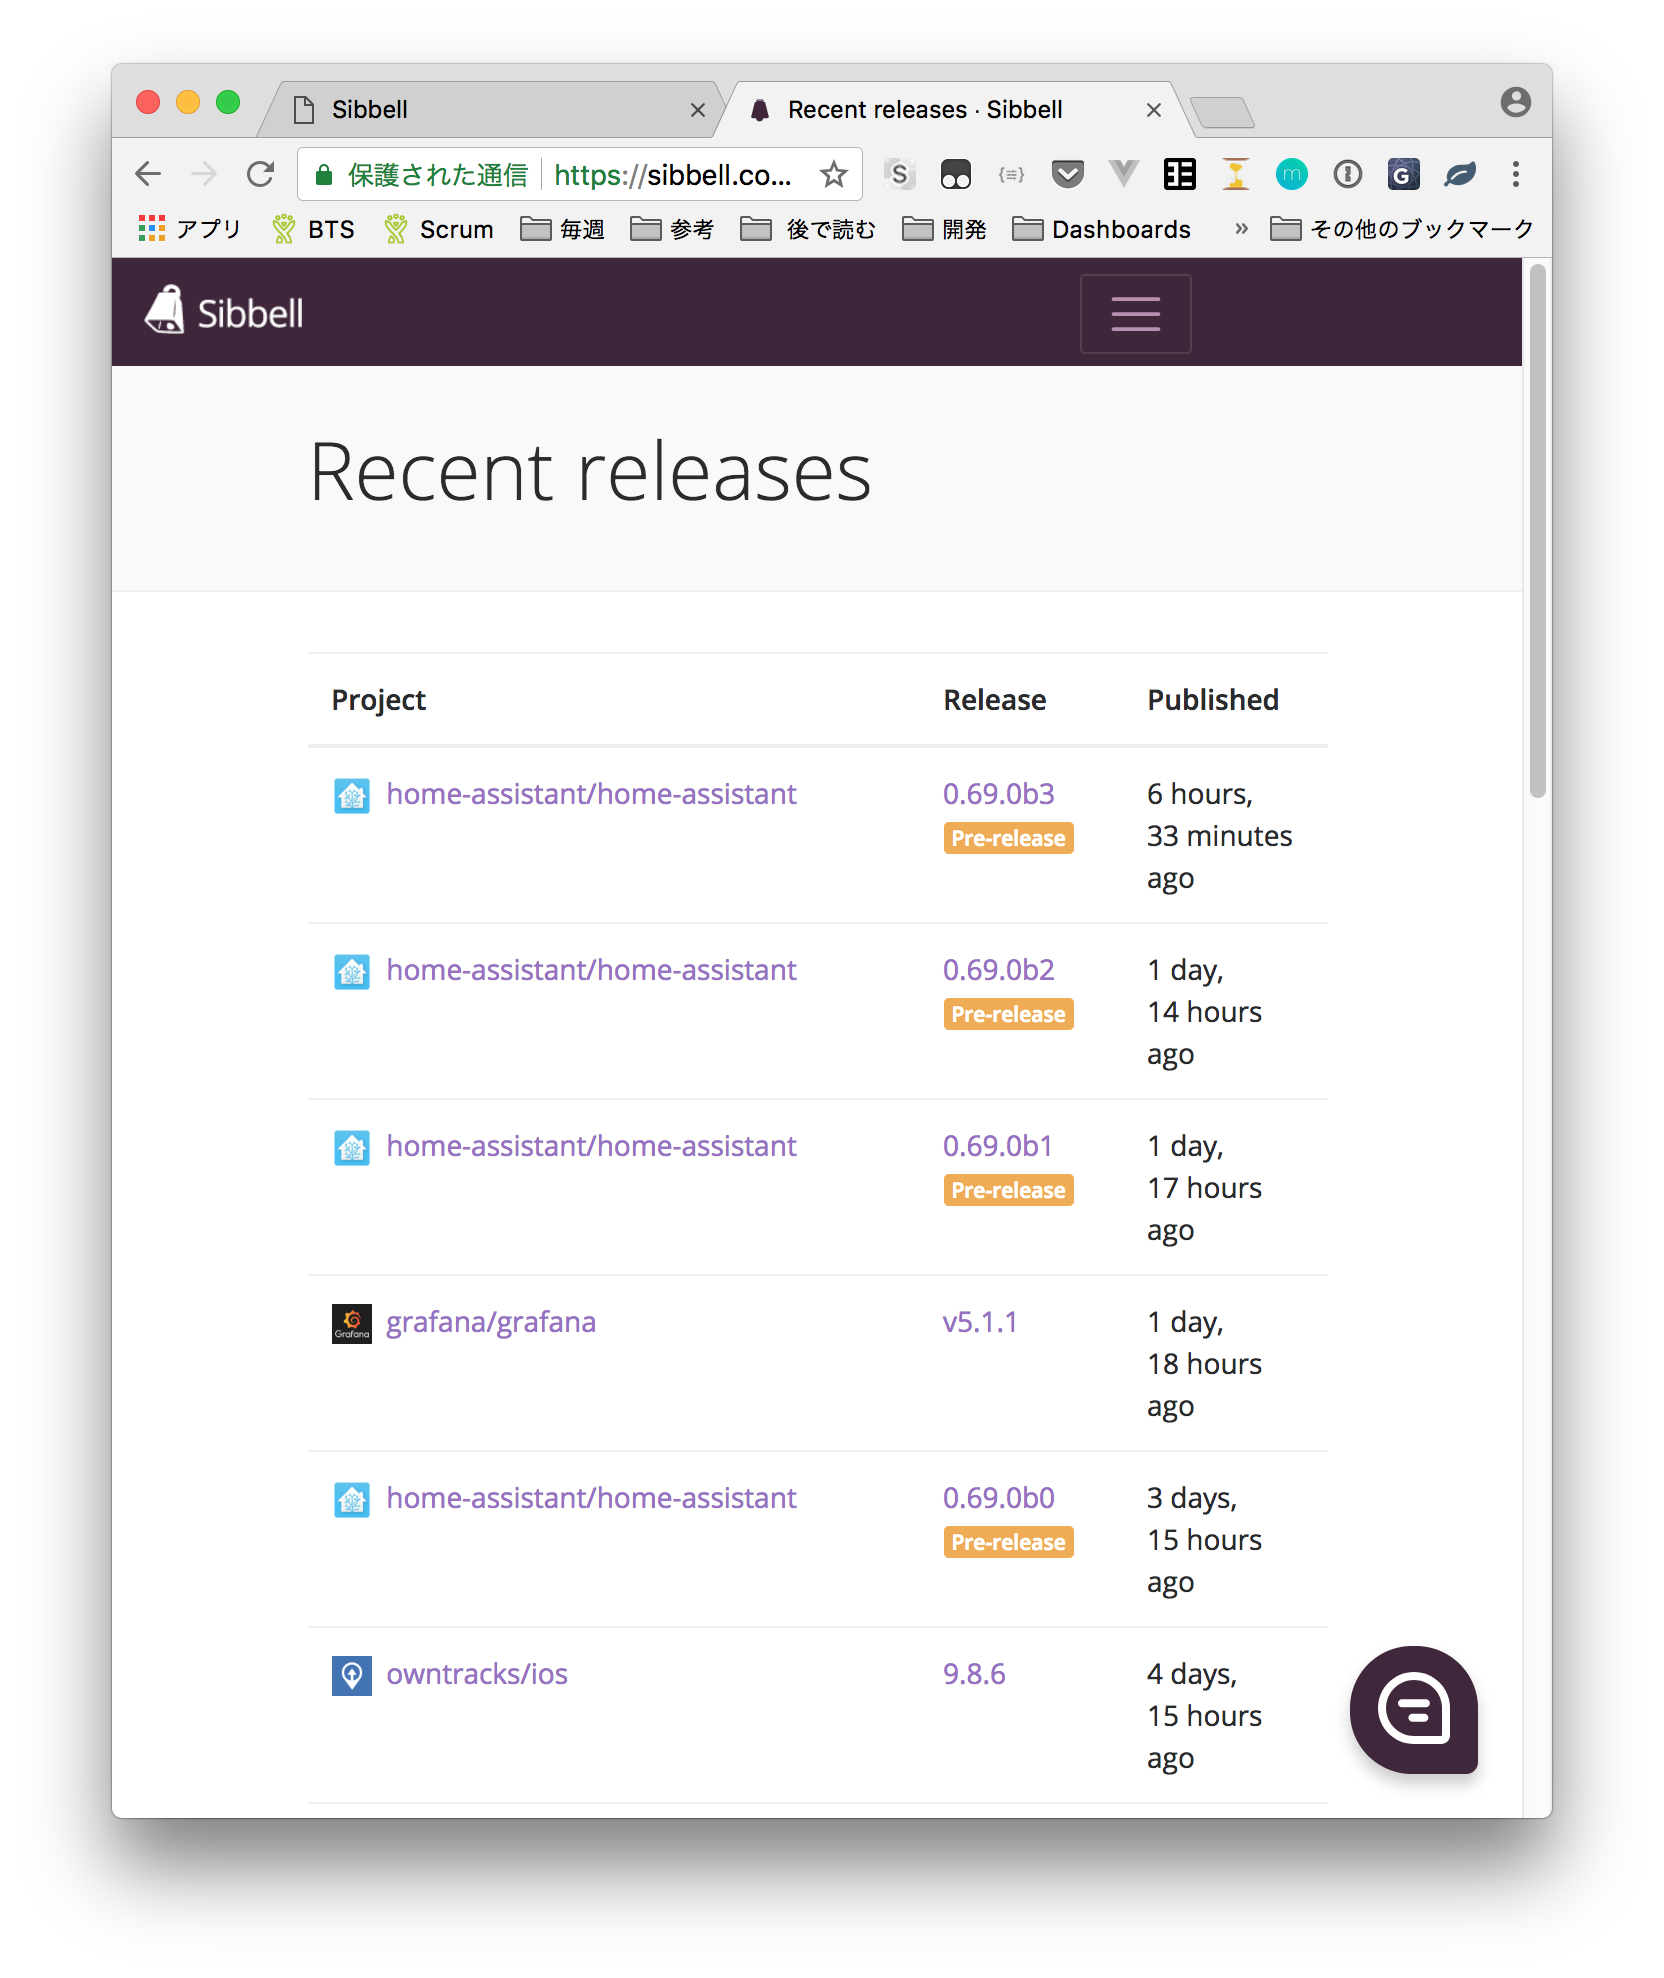 Sibbell
Recent releases · Sibbell
保護された通信 https://sibbell.co...
アプリ BTS Scrum 毎週 参考 後で読む 開発 Dashboards » その他のブックマーク
Sibbell
Recent releases
Project Release Published
home-assistant/home-assistant 0.69.0b3 6 hours,
Pre-release 33 minutes
ago
home-assistant/home-assistant 0.69.0b2 1 day,
Pre-release 14 hours
ago
home-assistant/home-assistant 0.69.0b1 1 day,
Pre-release 17 hours
ago
Grafana grafana/grafana v5.1.1 1 day,
18 hours
ago
home-assistant/home-assistant 0.69.0b0 3 days,
Pre-release 15 hours
ago
owntracks/ios 9.8.6 4 days,
15 hours
ago